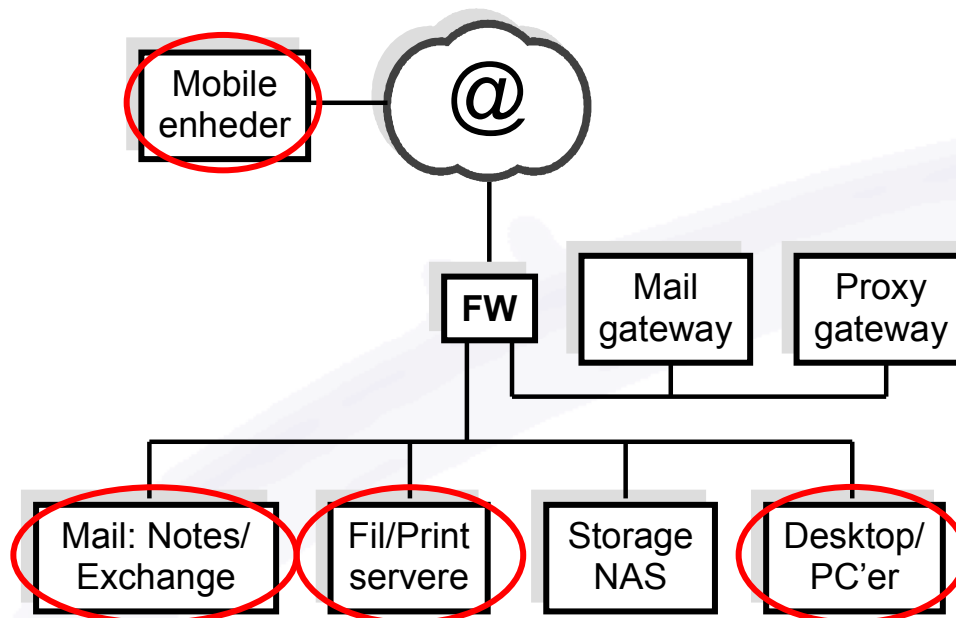 Mobile
enheder
@
FW
Mail
gateway
Proxy
gateway
Mail: Notes/
Exchange
Fil/Print
servere
Storage
NAS
Desktop/
PC’er